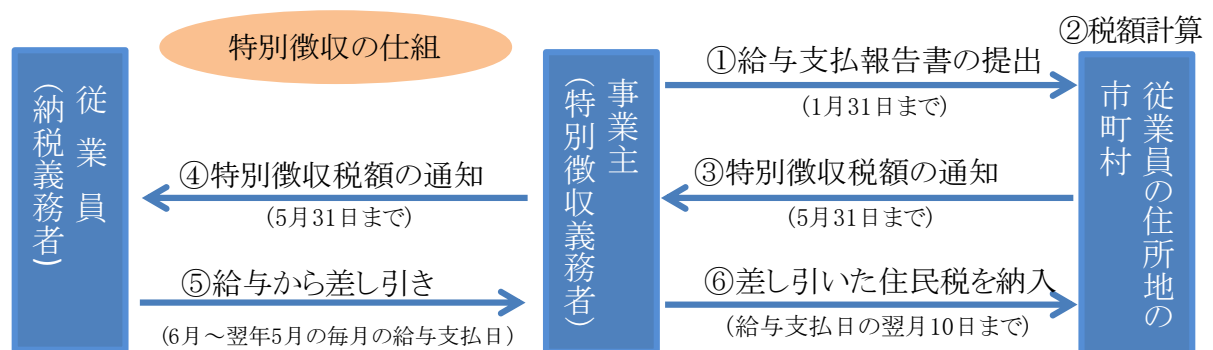 特別徴収の仕組
②税額計算
従業員
(納税義務者)
事業主
(特別徴収義務者)
従業員の住所地の
市町村
①給与支払報告書の提出
(1月31日まで)
③特別徴収税額の通知
(5月31日まで)
④特別徴収税額の通知
(5月31日まで)
⑤給与から差し引き
(6月～翌年5月の毎月の給与支払日)
⑥差し引いた住民税を納入
(給与支払日の翌月10日まで)